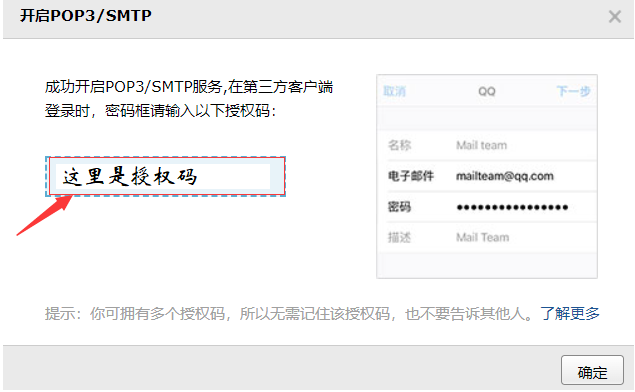 开启POP3/SMTP
成功开启POP3/SMTP服务,在第三方客户端
登录时，密码框请输入以下授权码：
这里是授权码
取消 QQ 下一步
名称 Mail team
电子邮件 mailteam@qq.com
密码 ●●●●●●●●●●●●●●●●
描述 Mail Team
提示：你可拥有多个授权码，所以无需记住该授权码，也不要告诉其他人。了解更多
确定